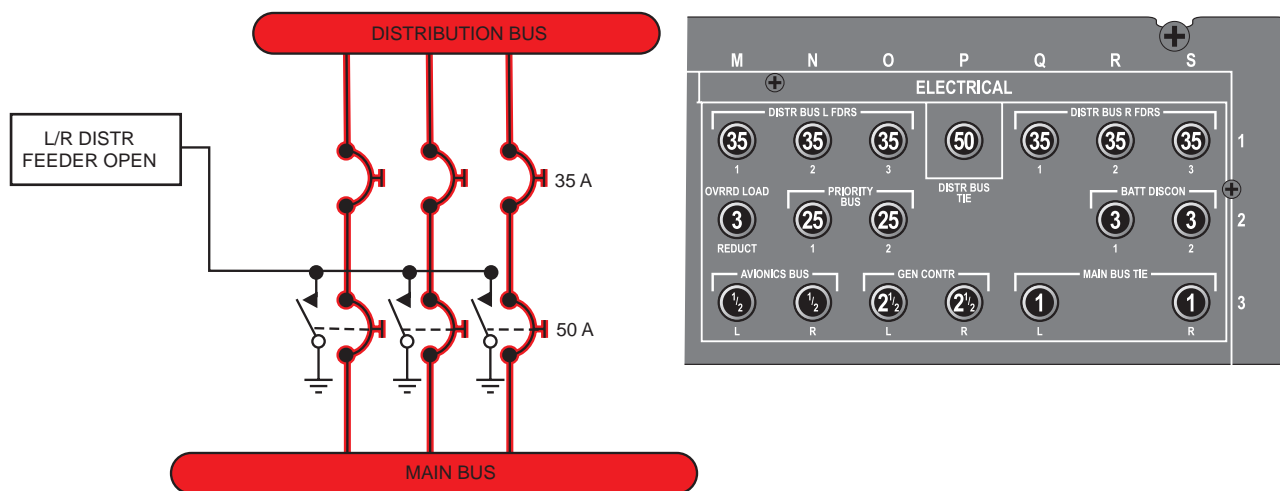 DISTRIBUTION BUS
L/R DISTR
FEEDER OPEN
35 A
50 A
MAIN BUS
M N O P Q R S
ELECTRICAL
DISTR BUS L FDRS DISTR BUS R FDRS
35 35 35 50 35 35 35 1
1 2 3 1 2 3
DISTR BUS
TIE
OVRRD LOAD PRIORITY
BUS BATT DISCON
3 25 25 3 3 2
REDUCT 1 2 1 2
AVIONICS BUS GEN CONTR MAIN BUS TIE
1/2 1/2 2 1/2 2 1/2 1 1 3
L R L R L R